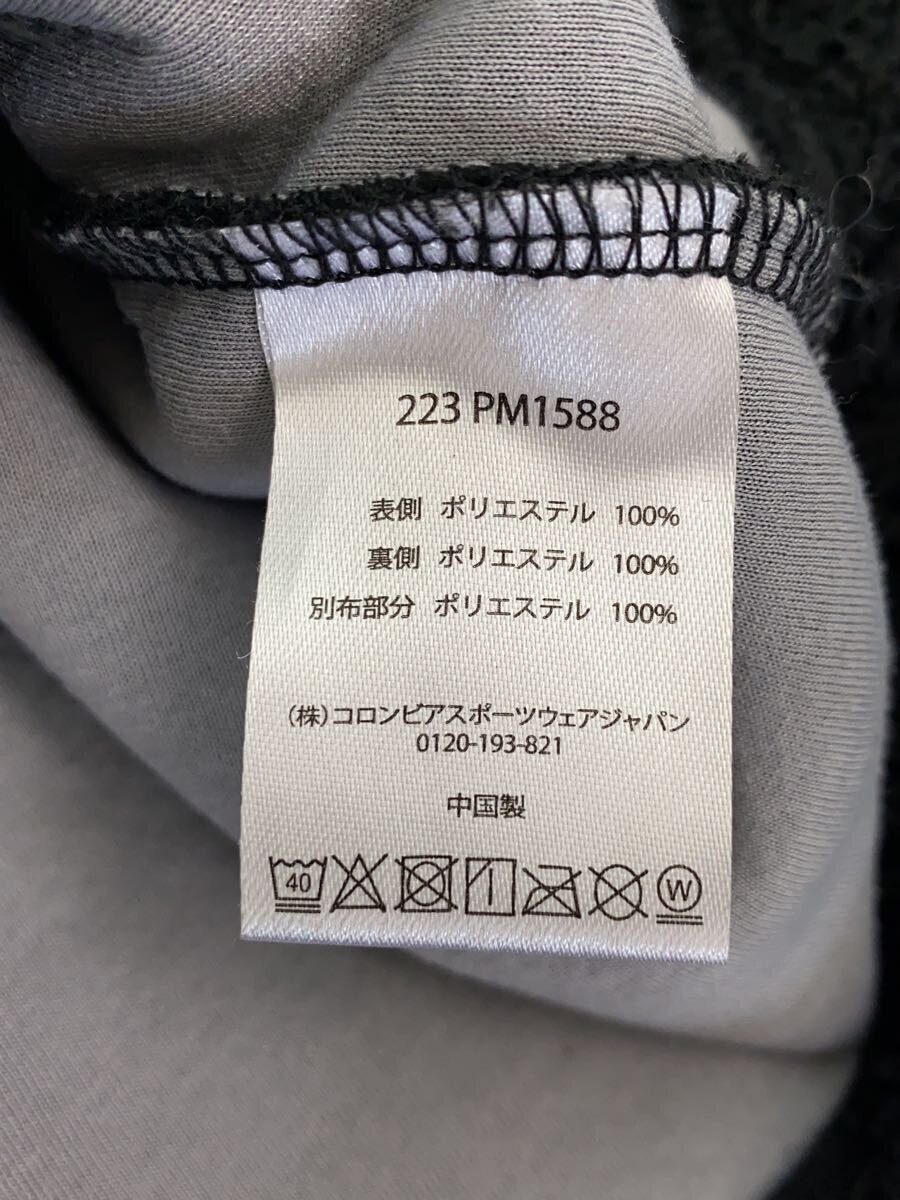 223 PM1588
表側 ポリエステル 100%
裏側 ポリエステル 100%
別布部分 ポリエステル 100%
(株)コロンビアスポーツウェアジャパン
0120-193-821
中国製
40 W